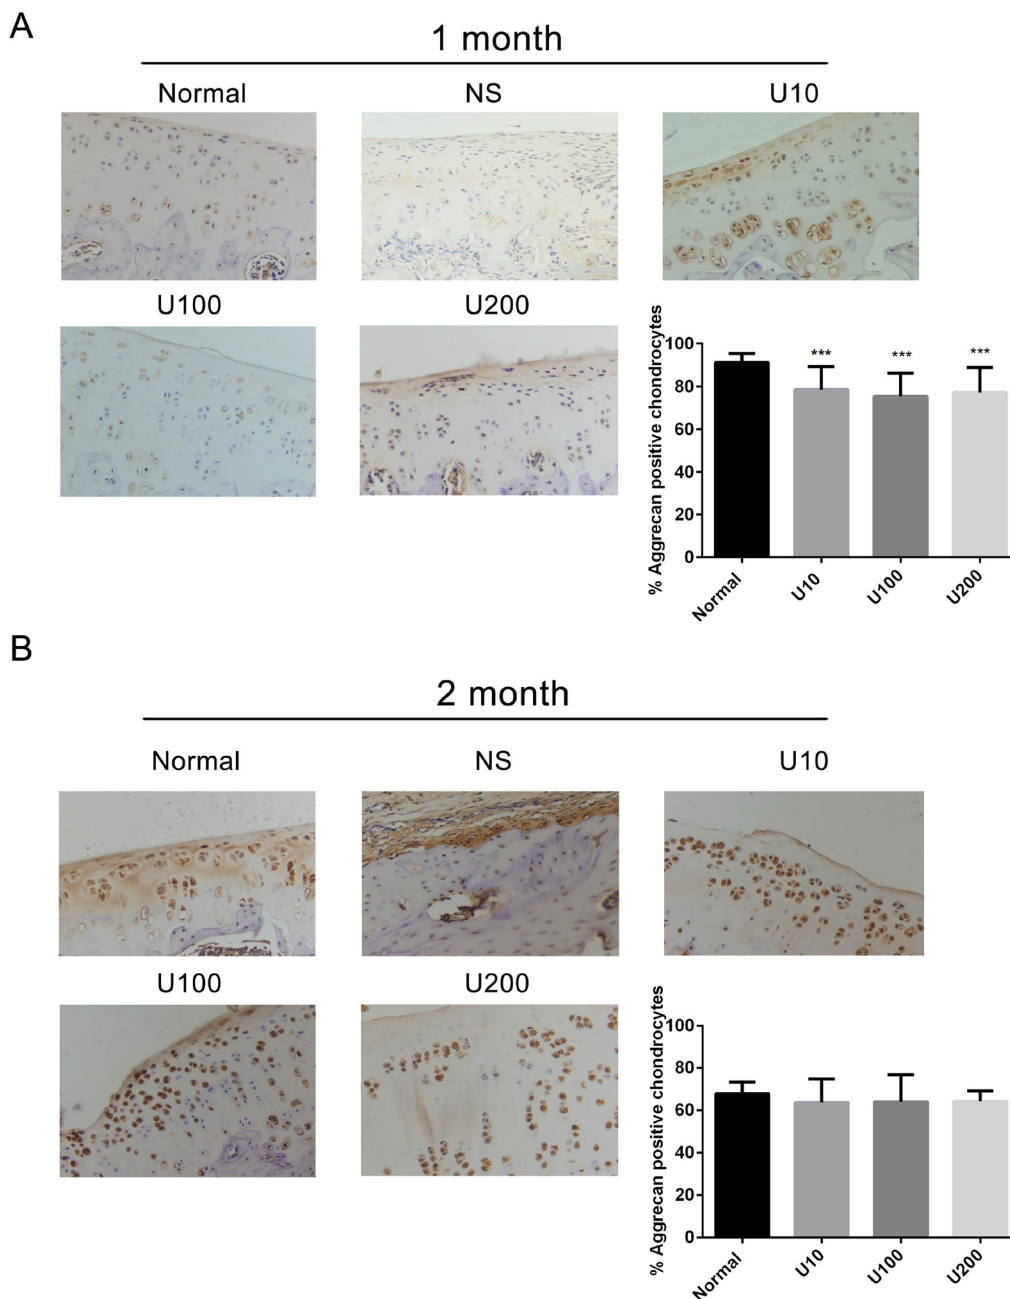 A
1 month
Normal NS U10
U100 U200
% Aggrecan positive chondrocytes
100
80
60
40
20
0
*** *** ***
Normal U10 U100 U200
B
2 month
Normal NS U10
U100 U200
% Aggrecan positive chondrocytes
100
80
60
40
20
0
Normal U10 U100 U200